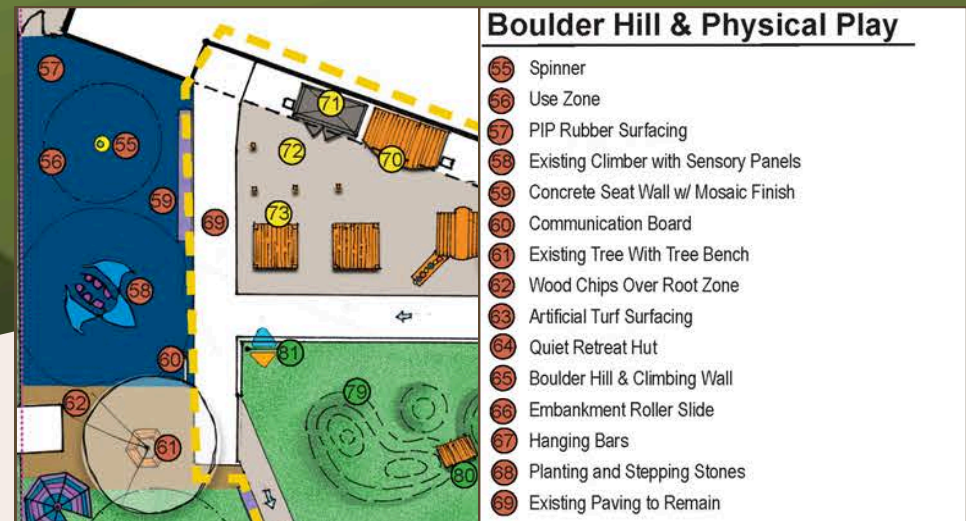 57
71
72
70
55
56
59
69
73
58
60
81
79
62
61
80
Boulder Hill & Physical Play
55 Spinner
56 Use Zone
57 PIP Rubber Surfacing
58 Existing Climber with Sensory Panels
59 Concrete Seat Wall w/ Mosaic Finish
60 Communication Board
61 Existing Tree With Tree Bench
62 Wood Chips Over Root Zone
63 Artificial Turf Surfacing
64 Quiet Retreat Hut
65 Boulder Hill & Climbing Wall
66 Embankment Roller Slide
67 Hanging Bars
68 Planting and Stepping Stones
69 Existing Paving to Remain